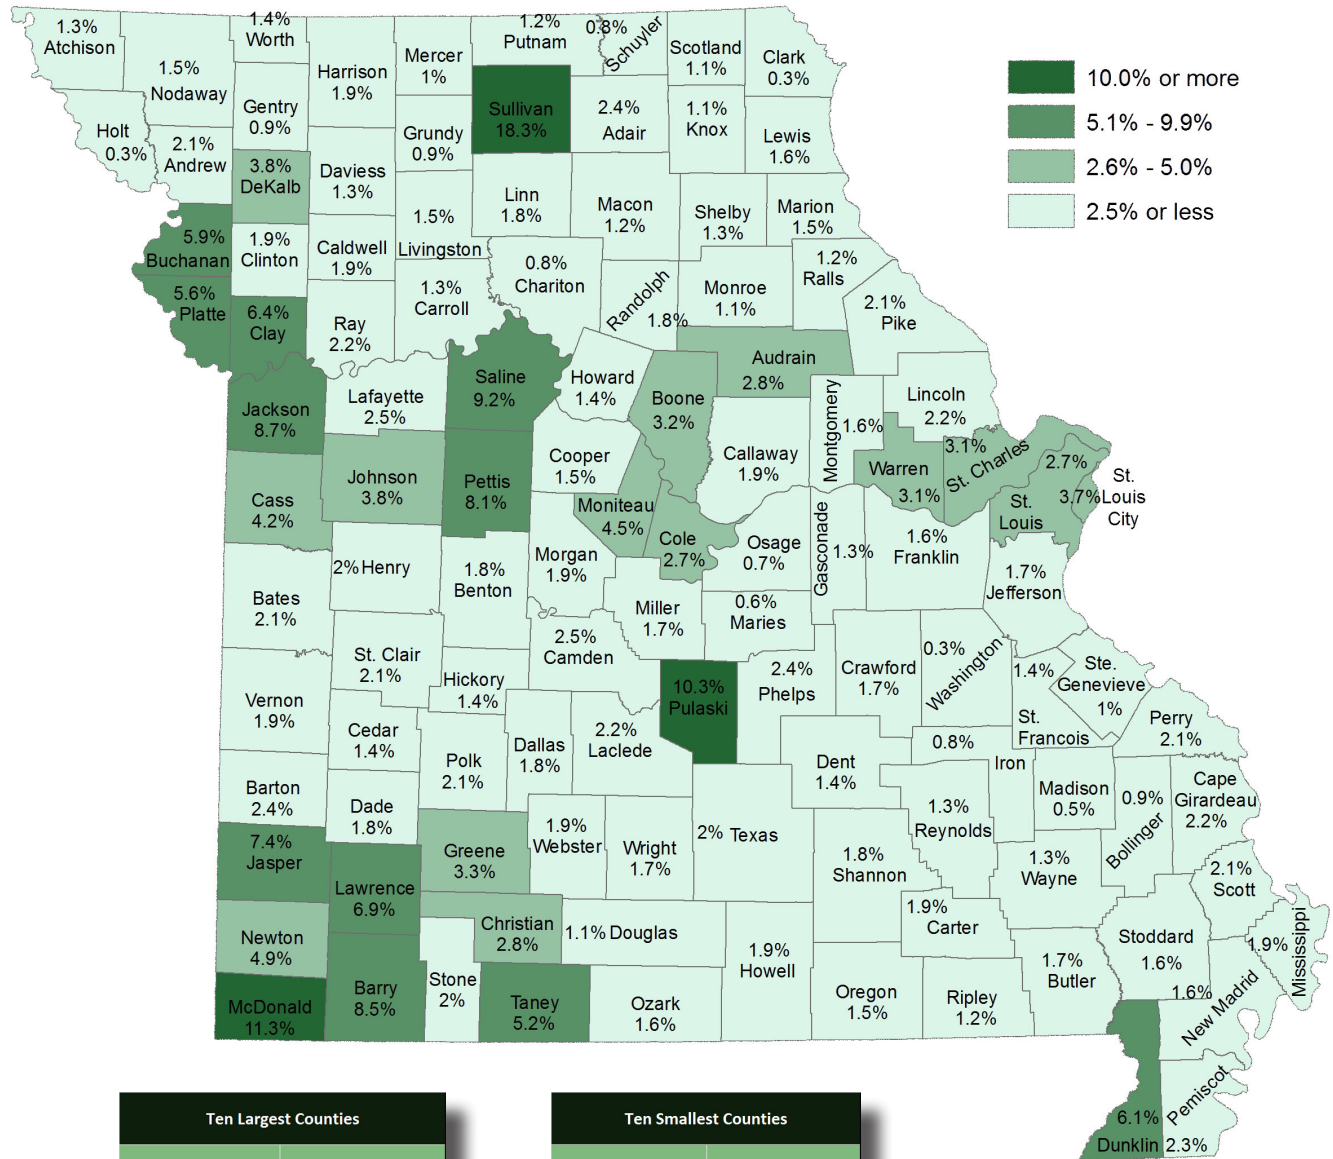 1.3%
Atchison
1.5%
Nodaway
1.4%
Worth
Harrison
1.9%
Mercer
1%
1.2%
Putnam
0.8%
Schuyler
Scotland
1.1%
Clark
0.3%
10.0% or more
5.1% - 9.9%
2.6% - 5.0%
2.5% or less
Holt
0.3%
2.1%
Andrew
Gentry
0.9%
3.8%
DeKalb
Daviess
1.3%
Grundy
0.9%
Sullivan
18.3%
2.4%
Adair
1.1%
Knox
Lewis
1.6%
5.9%
Buchanan
1.9%
Clinton
Caldwell
1.9%
1.5%
Livingston
Linn
1.8%
Macon
1.2%
Shelby
1.3%
Marion
1.5%
5.6%
Platte
6.4%
Clay
Ray
2.2%
1.3%
Carroll
0.8%
Chariton
Randolph
1.8%
Monroe
1.1%
1.2%
Ralls
2.1%
Pike
Jackson
8.7%
Lafayette
2.5%
Saline
9.2%
Howard
1.4%
Boone
3.2%
Audrain
2.8%
Callaway
1.9%
Montgomery
1.6%
Lincoln
2.2%
Warren
3.1%
3.1%
St. Charles
2.7%
St.
Louis
3.7%
St.
Louis
City
Cass
4.2%
Johnson
3.8%
Pettis
8.1%
Cooper
1.5%
Moniteau
4.5%
Cole
2.7%
Osage
0.7%
Gasconade
1.3%
1.6%
Franklin
1.7%
Jefferson
Bates
2.1%
2% Henry
1.8%
Benton
Morgan
1.9%
Miller
1.7%
0.6%
Maries
Vernon
1.9%
St. Clair
2.1%
Hickory
1.4%
2.5%
Camden
10.3%
Pulaski
2.4%
Phelps
Crawford
1.7%
0.3%
Washington
1.4%
St.
Francois
Ste.
Genevieve
1%
Perry
2.1%
Barton
2.4%
Cedar
1.4%
Polk
2.1%
Dallas
1.8%
2.2%
Laclede
Dent
1.4%
0.8%
Iron
Madison
0.5%
0.9%
Bollinger
Cape
Girardeau
2.2%
7.4%
Jasper
Dade
1.8%
Greene
3.3%
1.9%
Webster
Wright
1.7%
2% Texas
1.8%
Shannon
1.3%
Reynolds
1.3%
Wayne
2.1%
Scott
Newton
4.9%
Lawrence
6.9%
Christian
2.8%
1.1% Douglas
1.9%
Howell
1.9%
Carter
1.7%
Butler
Stoddard
1.6%
1.9%
Mississippi
McDonald
11.3%
Barry
8.5%
Stone
2%
Taney
5.2%
Ozark
1.6%
Oregon
1.5%
Ripley
1.2%
1.6%
New Madrid
6.1%
Dunklin
Pemiscot
2.3%
Ten Largest Counties
Ten Smallest Counties